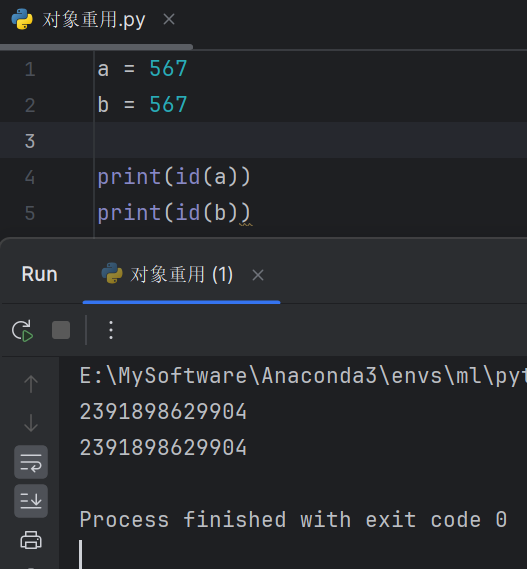 对象重用.py
1 a = 567
2 b = 567
3
4 print(id(a))
5 print(id(b))
Run 对象重用 (1)
E:\MySoftware\Anaconda3\envs\ml\pyt
2391898629904
2391898629904
Process finished with exit code 0